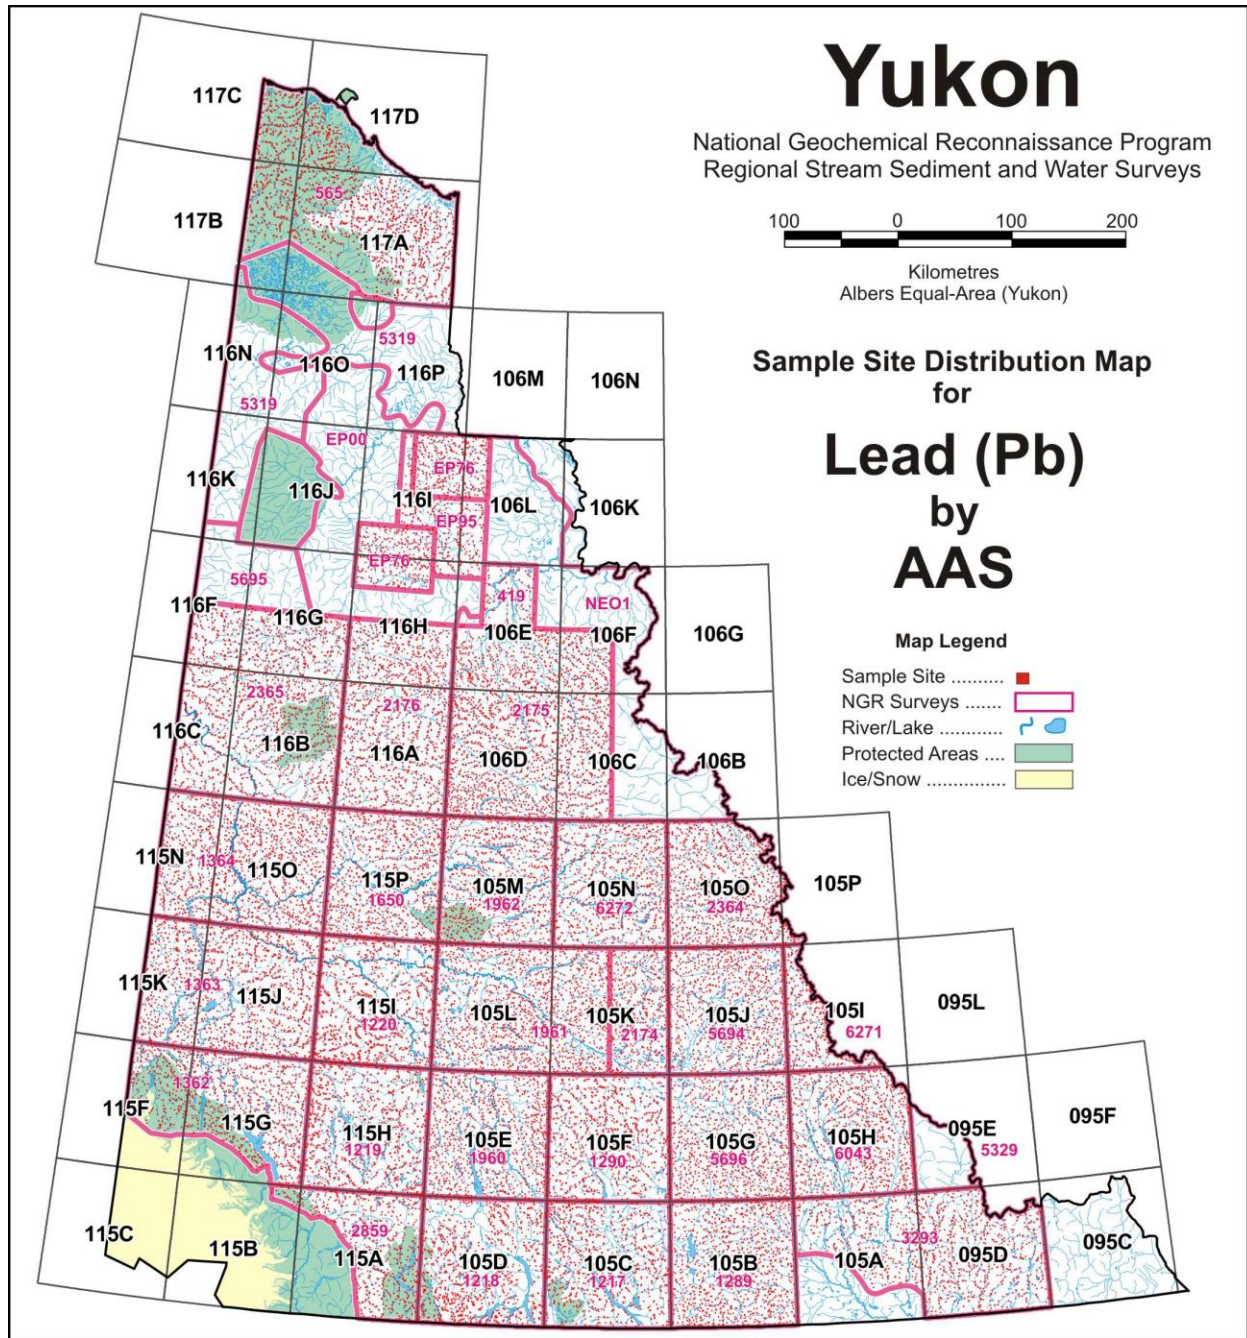 Yukon
National Geochemical Reconnaissance Program
Regional Stream Sediment and Water Surveys
100 0 100 200
Kilometres
Albers Equal-Area (Yukon)
Sample Site Distribution Map
for
Lead (Pb)
by
AAS
Map Legend
Sample Site ..........
NGR Surveys .......
River/Lake ............
Protected Areas ....
Ice/Snow ...............
117C
117D
565
117B
117A
5319
116N
116O
116P
106M
106N
5319
EP00
EP76
116K
116J
116I
106L
106K
EP95
EP76
5695
419
NEO1
116F
116G
116H
106E
106F
106G
2365
2176
2175
116C
116B
116A
106D
106C
106B
115N
1364
115O
115P
1650
105M
1962
105N
6272
105O
2364
105P
115K
1363
115J
115I
1220
105L
1961
105K
2174
105J
5694
105I
6271
095L
1362
115F
115G
115H
1219
105E
1960
105F
1290
105G
5696
105H
6043
095E
5329
095F
115C
115B
2859
115A
105D
1218
105C
1217
105B
1289
105A
3293
095D
095C